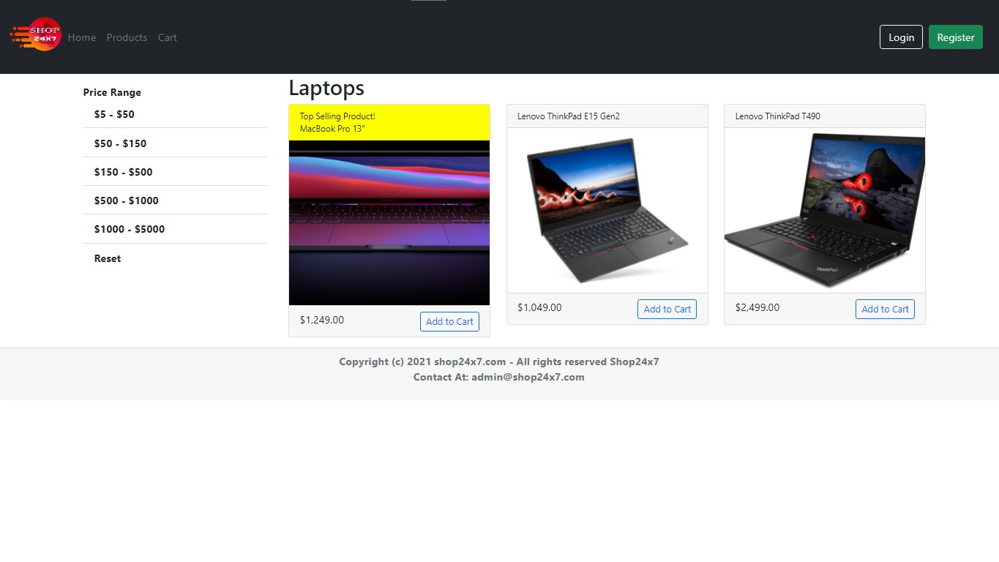 SHOP
24X7
Home
Products
Cart
Login
Register
Price Range
$5 - $50
$50 - $150
$150 - $500
$500 - $1000
$1000 - $5000
Reset
Laptops
Top Selling Product!
MacBook Pro 13"
$1,249.00
Add to Cart
Lenovo ThinkPad E15 Gen2
$1,049.00
Add to Cart
Lenovo ThinkPad T490
ThinkPad
$2,499.00
Add to Cart
Copyright (c) 2021 shop24x7.com - All rights reserved Shop24x7
Contact At: admin@shop24x7.com